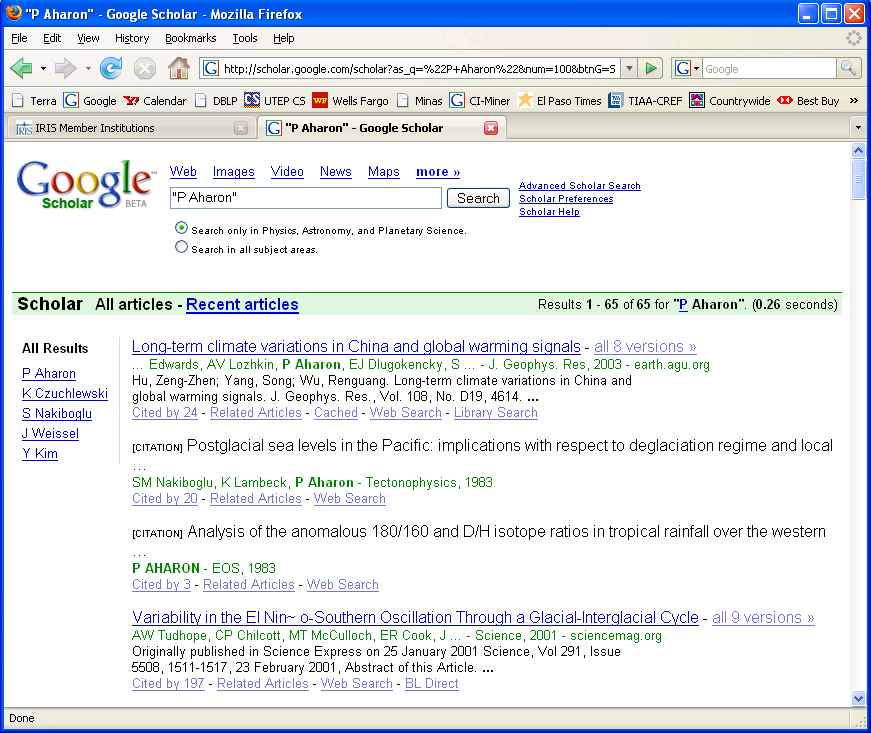 "P Aharon" - Google Scholar - Mozilla Firefox
File Edit View History Bookmarks Tools Help
http://scholar.google.com/scholar?as_q=%22P+Aharon%22&num=100&btnG=S
Google
Terra Google Calendar DBLP UTEP CS Wells Fargo Minas CI-Miner El Paso Times TIAA-CREF Countrywide Best Buy »
IRIS Member Institutions
"P Aharon" - Google Scholar
Google™
Scholar BETA
Web Images Video News Maps more »
"P Aharon"
Search
Advanced Scholar Search
Scholar Preferences
Scholar Help
Search only in Physics, Astronomy, and Planetary Science.
Search in all subject areas.
Scholar All articles - Recent articles Results 1 - 65 of 65 for "P Aharon". (0.26 seconds)
All Results
P Aharon
K Czuchlewski
S Nakiboglu
J Weissel
Y Kim
Long-term climate variations in China and global warming signals - all 8 versions »
... Edwards, AV Lozhkin, P Aharon, EJ Dlugokencky, S ... - J. Geophys. Res, 2003 - earth.agu.org
Hu, Zeng-Zhen; Yang, Song; Wu, Renguang. Long-term climate variations in China and
global warming signals. J. Geophys. Res., Vol. 108, No. D19, 4614. ...
Cited by 24 - Related Articles - Cached - Web Search - Library Search
[CITATION] Postglacial sea levels in the Pacific: implications with respect to deglaciation regime and local
...
SM Nakiboglu, K Lambeck, P Aharon - Tectonophysics, 1983
Cited by 20 - Related Articles - Web Search
[CITATION] Analysis of the anomalous 180/160 and D/H isotope ratios in tropical rainfall over the western
...
P AHARON - EOS, 1983
Cited by 3 - Related Articles - Web Search
Variability in the El Nin~ o-Southern Oscillation Through a Glacial-Interglacial Cycle - all 9 versions »
AW Tudhope, CP Chilcott, MT McCulloch, ER Cook, J ... - Science, 2001 - sciencemag.org
Originally published in Science Express on 25 January 2001 Science, Vol 291, Issue
5508, 1511-1517, 23 February 2001, Abstract of this Article. ...
Cited by 197 - Related Articles - Web Search - BL Direct
Done